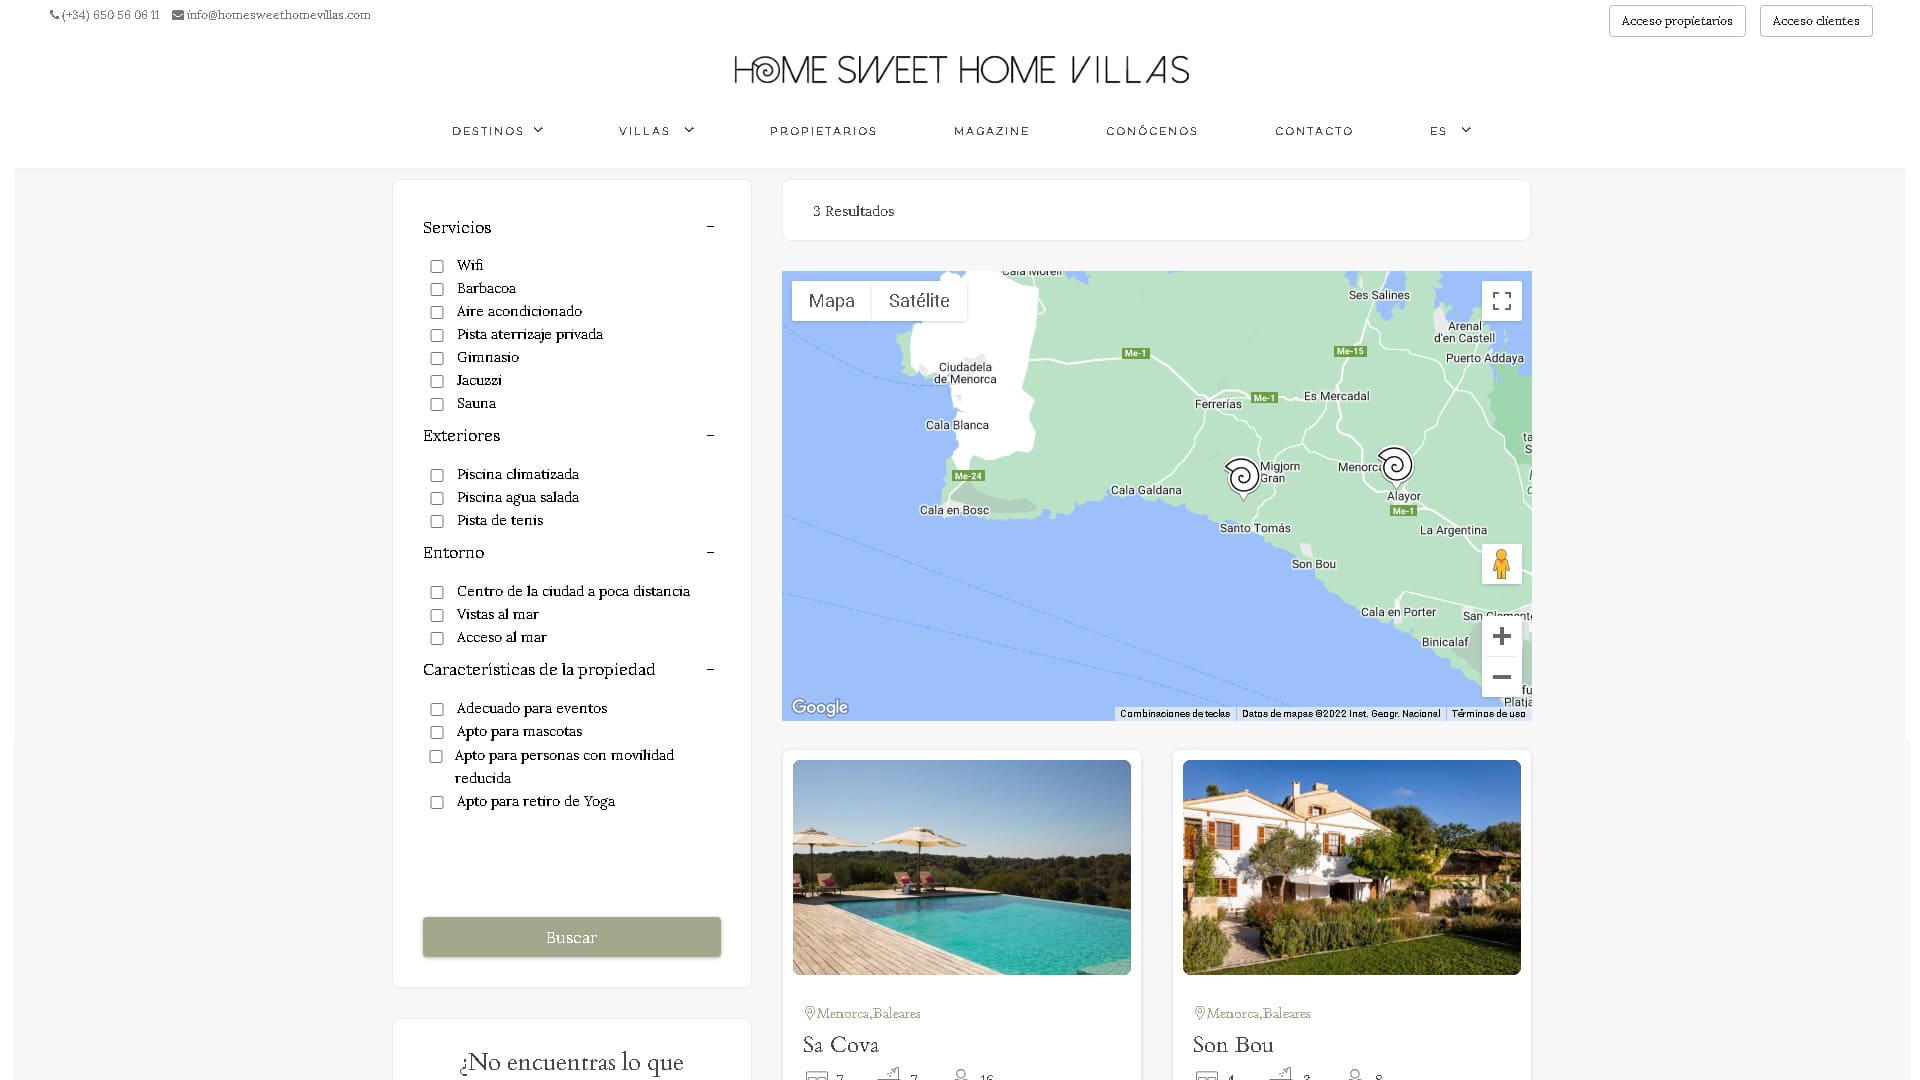 (+34) 650 56 06 11 info@homesweethomevillas.com
Acceso propietarios
Acceso clientes
HOME SWEET HOME VILLAS
DESTINOS
VILLAS
PROPIETARIOS
MAGAZINE
CONÓCENOS
CONTACTO
ES
Servicios −
Wifi
Barbacoa
Aire acondicionado
Pista aterrizaje privada
Gimnasio
Jacuzzi
Sauna
Exteriores −
Piscina climatizada
Piscina agua salada
Pista de tenis
Entorno −
Centro de la ciudad a poca distancia
Vistas al mar
Acceso al mar
Características de la propiedad −
Adecuado para eventos
Apto para mascotas
Apto para personas con movilidad
reducida
Apto para retiro de Yoga
Buscar
¿No encuentras lo que
3 Resultados
Mapa
Satélite
Cala Morell
Ses Salines
Arenal
d'en Castell
Puerto Addaya
Me-1
Me-15
Ciudadela
de Menorca
Ferrerías
Me-1
Es Mercadal
Cala Blanca
Migjorn
Gran
Menorca
Me-24
Cala Galdana
Alayor
Me-1
Cala en Bosc
Santo Tomás
La Argentina
Son Bou
Cala en Porter
Binicalaf
Google
Combinaciones de teclas
Datos de mapas ©2022 Inst. Geogr. Nacional
Términos de uso
Menorca,Baleares
Sa Cova
7 7 16
Menorca,Baleares
Son Bou
4 3 8